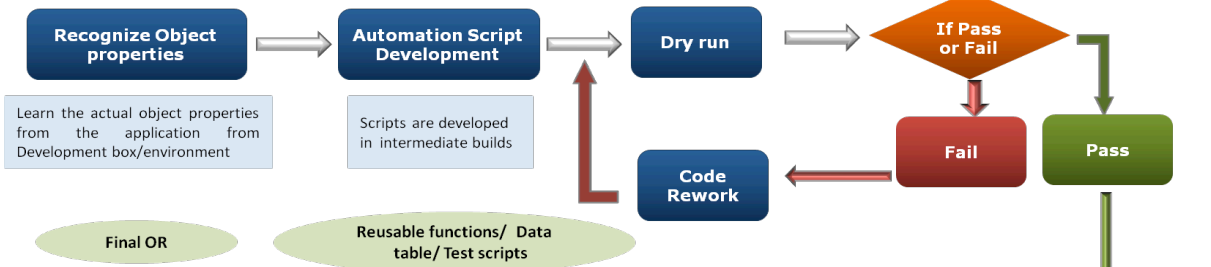 Recognize Object
properties
Automation Script
Development
Dry run
If Pass
or Fail
Learn the actual object properties
from the application from
Development box/environment
Scripts are developed
in intermediate builds
Code
Rework
Fail
Pass
Final OR
Reusable functions/ Data
table/ Test scripts